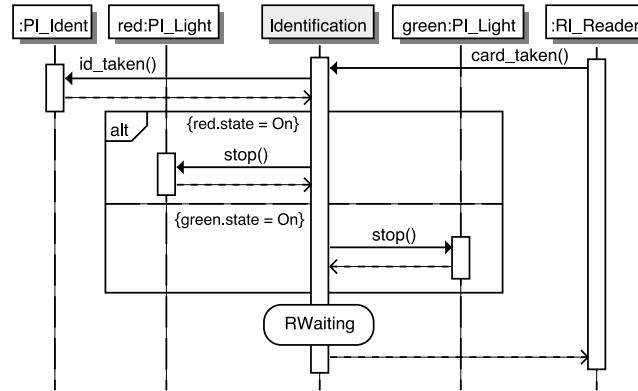 :PI_Ident
red:PI_Light
Identification
green:PI_Light
:RI_Reader
card_taken()
id_taken()
alt
{red.state = On}
stop()
{green.state = On}
stop()
RWaiting